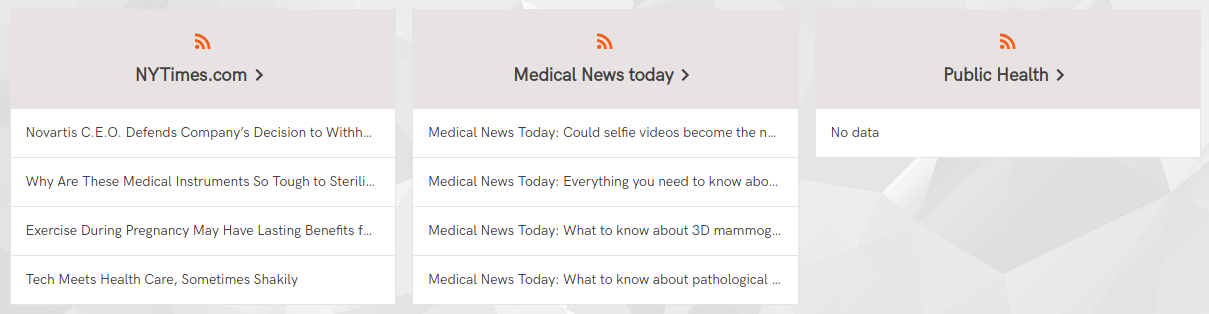 NYTimes.com
Novartis C.E.O. Defends Company’s Decision to Withh...
Why Are These Medical Instruments So Tough to Sterili...
Exercise During Pregnancy May Have Lasting Benefits f...
Tech Meets Health Care, Sometimes Shakily
Medical News today
Medical News Today: Could selfie videos become the n...
Medical News Today: Everything you need to know abo...
Medical News Today: What to know about 3D mammog...
Medical News Today: What to know about pathological ...
Public Health
No data